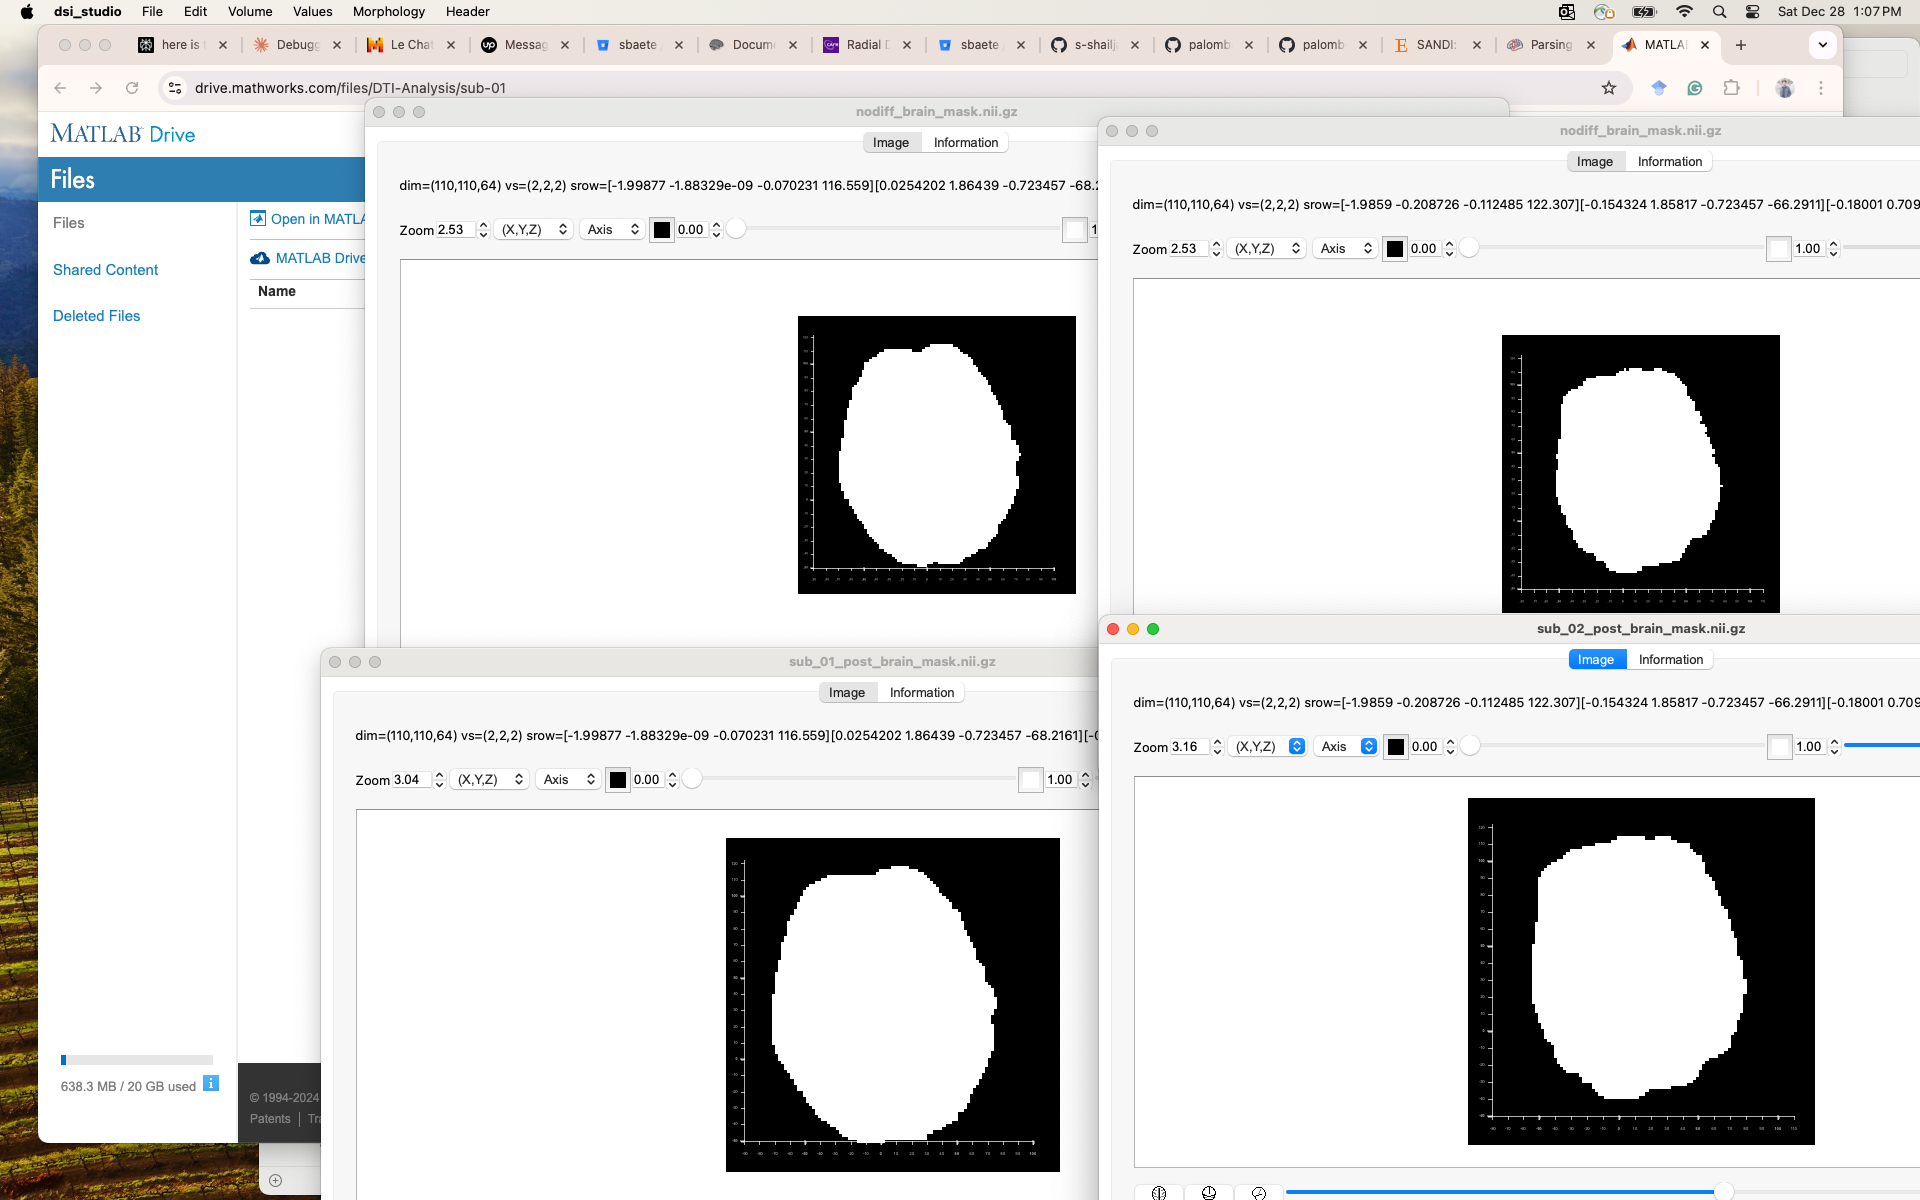 dsi_studio File Edit Volume Values Morphology Header
Sat Dec 28 1:07 PM
here is Debugg Le Chat Messag sbaete Docum Radial sbaete s-shailj palomb palomb SANDI: Parsing MATLA
drive.mathworks.com/files/DTI-Analysis/sub-01
MATLAB Drive
Files
Files
Shared Content
Deleted Files
Open in MATLA
MATLAB Drive
Name
638.3 MB / 20 GB used
© 1994-2024
Patents
nodiff_brain_mask.nii.gz
Image Information
dim=(110,110,64) vs=(2,2,2) srow=[-1.99877 -1.88329e-09 -0.070231 116.559][0.0254202 1.86439 -0.723457 -68.2
Zoom 2.53 (X,Y,Z) Axis 0.00 1
nodiff_brain_mask.nii.gz
Image Information
dim=(110,110,64) vs=(2,2,2) srow=[-1.9859 -0.208726 -0.112485 122.307][-0.154324 1.85817 -0.723457 -66.2911][-0.18001 0.709
Zoom 2.53 (X,Y,Z) Axis 0.00 1.00
sub_01_post_brain_mask.nii.gz
Image Information
dim=(110,110,64) vs=(2,2,2) srow=[-1.99877 -1.88329e-09 -0.070231 116.559][0.0254202 1.86439 -0.723457 -68.2161][-0
Zoom 3.04 (X,Y,Z) Axis 0.00 1.00
sub_02_post_brain_mask.nii.gz
Image Information
dim=(110,110,64) vs=(2,2,2) srow=[-1.9859 -0.208726 -0.112485 122.307][-0.154324 1.85817 -0.723457 -66.2911][-0.18001 0.709
Zoom 3.16 (X,Y,Z) Axis 0.00 1.00